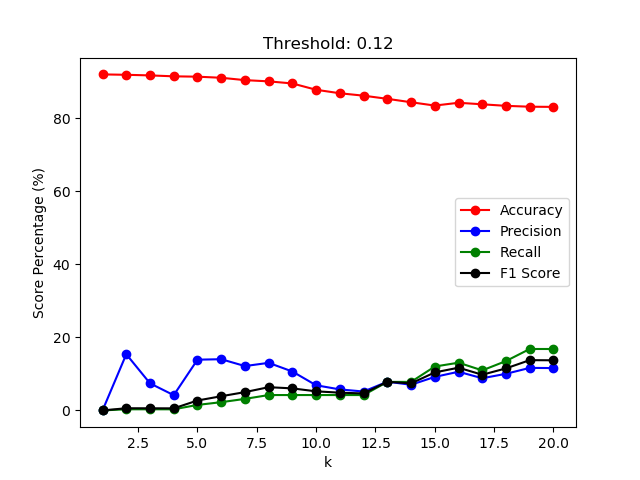 Threshold: 0.12
Score Percentage (%)
80
60
40
20
0
Accuracy
Precision
Recall
F1 Score
2.5 5.0 7.5 10.0 12.5 15.0 17.5 20.0
k